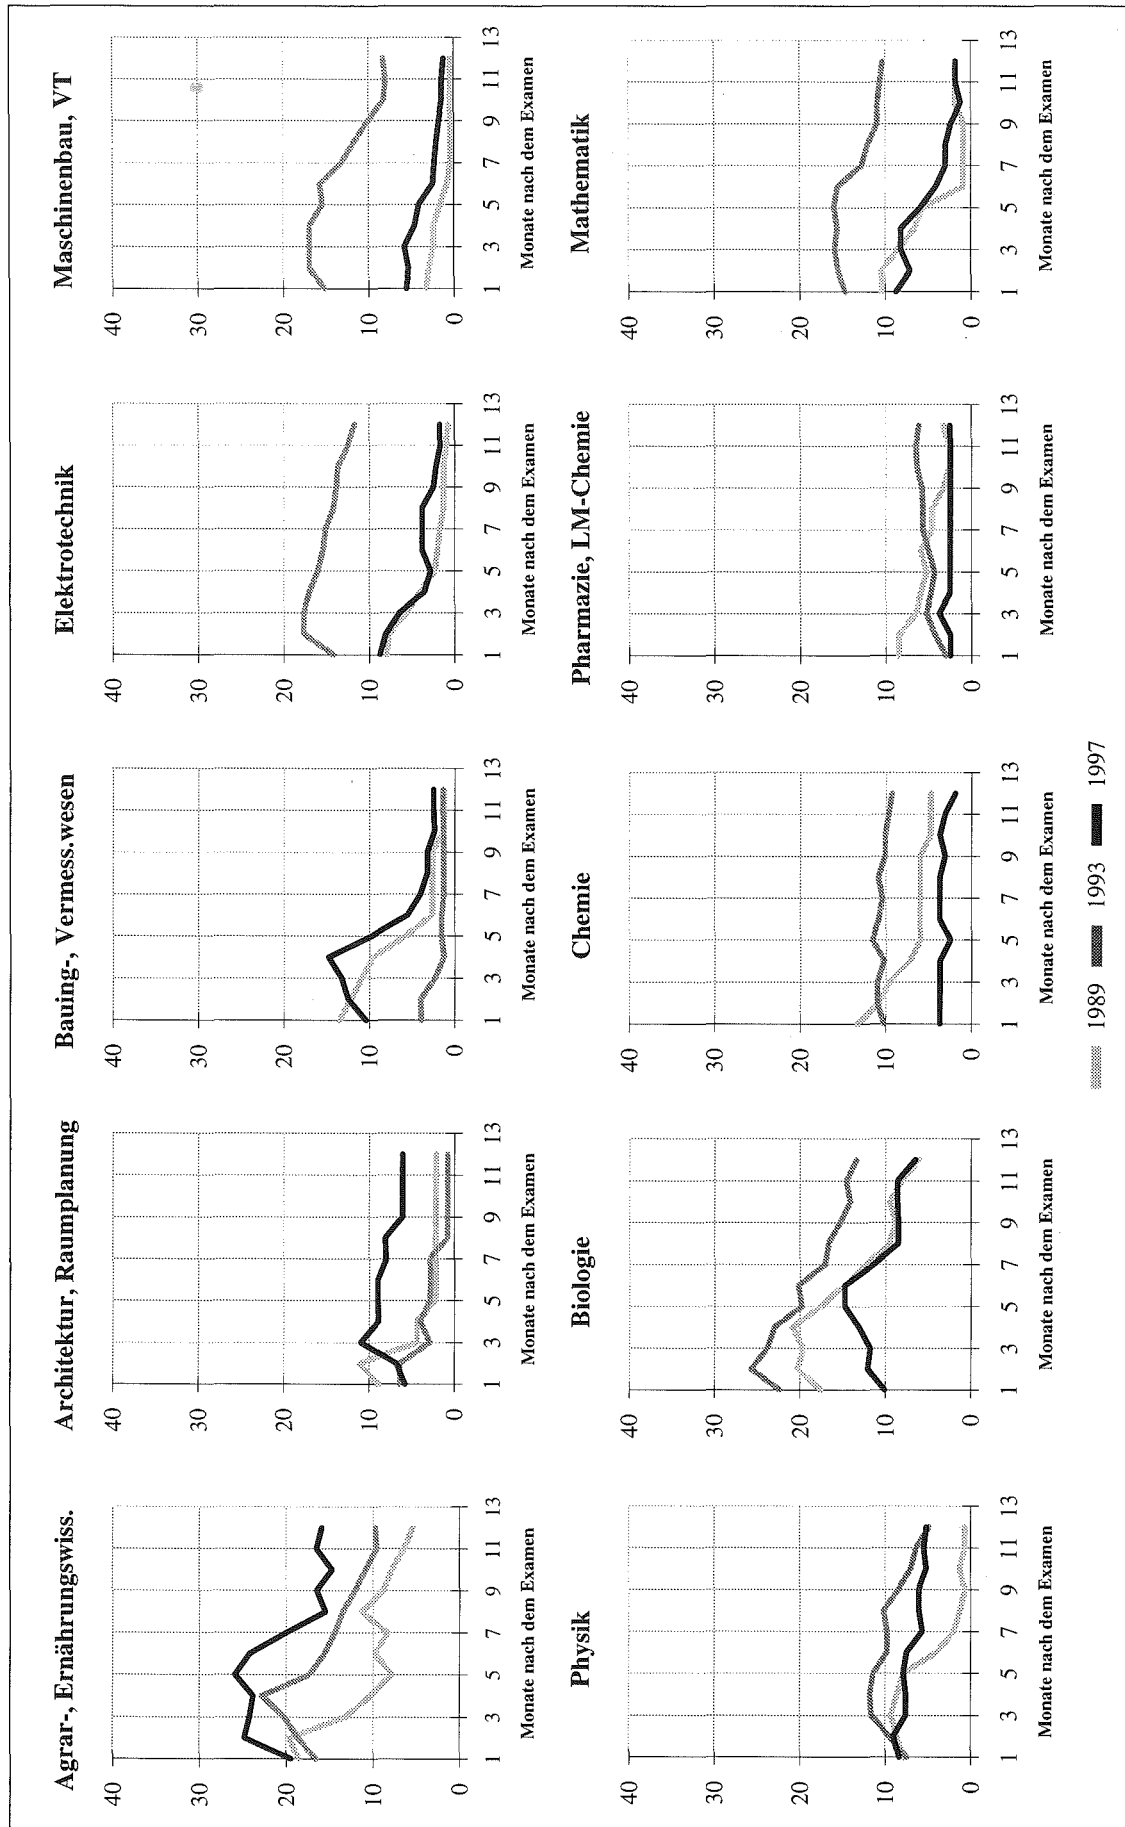 Agrar-, Ernährungswiss.
40
30
20
10
0
1 3 5 7 9 11 13
Monate nach dem Examen
Architektur, Raumplanung
40
30
20
10
0
1 3 5 7 9 11 13
Monate nach dem Examen
Bauing-, Vermess.wesen
40
30
20
10
0
1 3 5 7 9 11 13
Monate nach dem Examen
Elektrotechnik
40
30
20
10
0
1 3 5 7 9 11 13
Monate nach dem Examen
Maschinenbau, VT
40
30
20
10
0
1 3 5 7 9 11 13
Monate nach dem Examen
Physik
40
30
20
10
0
1 3 5 7 9 11 13
Monate nach dem Examen
Biologie
40
30
20
10
0
1 3 5 7 9 11 13
Monate nach dem Examen
Chemie
40
30
20
10
0
1 3 5 7 9 11 13
Monate nach dem Examen
Pharmazie, LM-Chemie
40
30
20
10
0
1 3 5 7 9 11 13
Monate nach dem Examen
Mathematik
40
30
20
10
0
1 3 5 7 9 11 13
Monate nach dem Examen
1989 1993 1997